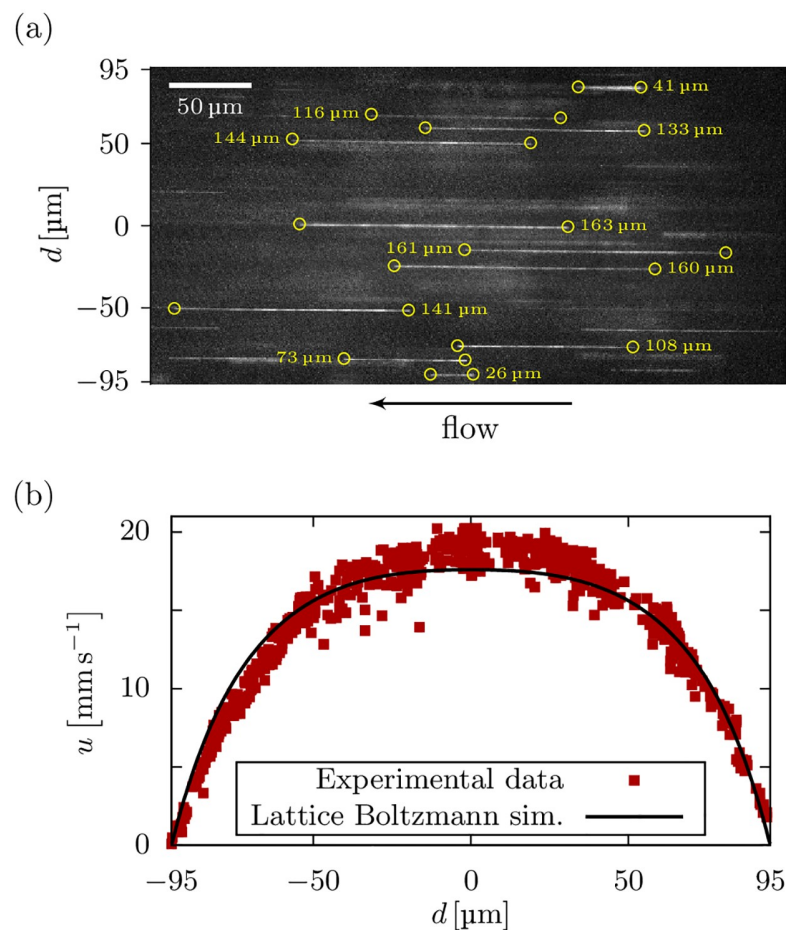 (a)
95
50
0
−50
−95
d [µm]
50 µm
41 µm
116 µm
133 µm
144 µm
163 µm
161 µm
160 µm
141 µm
108 µm
73 µm
26 µm
flow
(b)
20
10
0
u [mm s⁻¹]
Experimental data
Lattice Boltzmann sim.
−95
−50
0
50
95
d [µm]